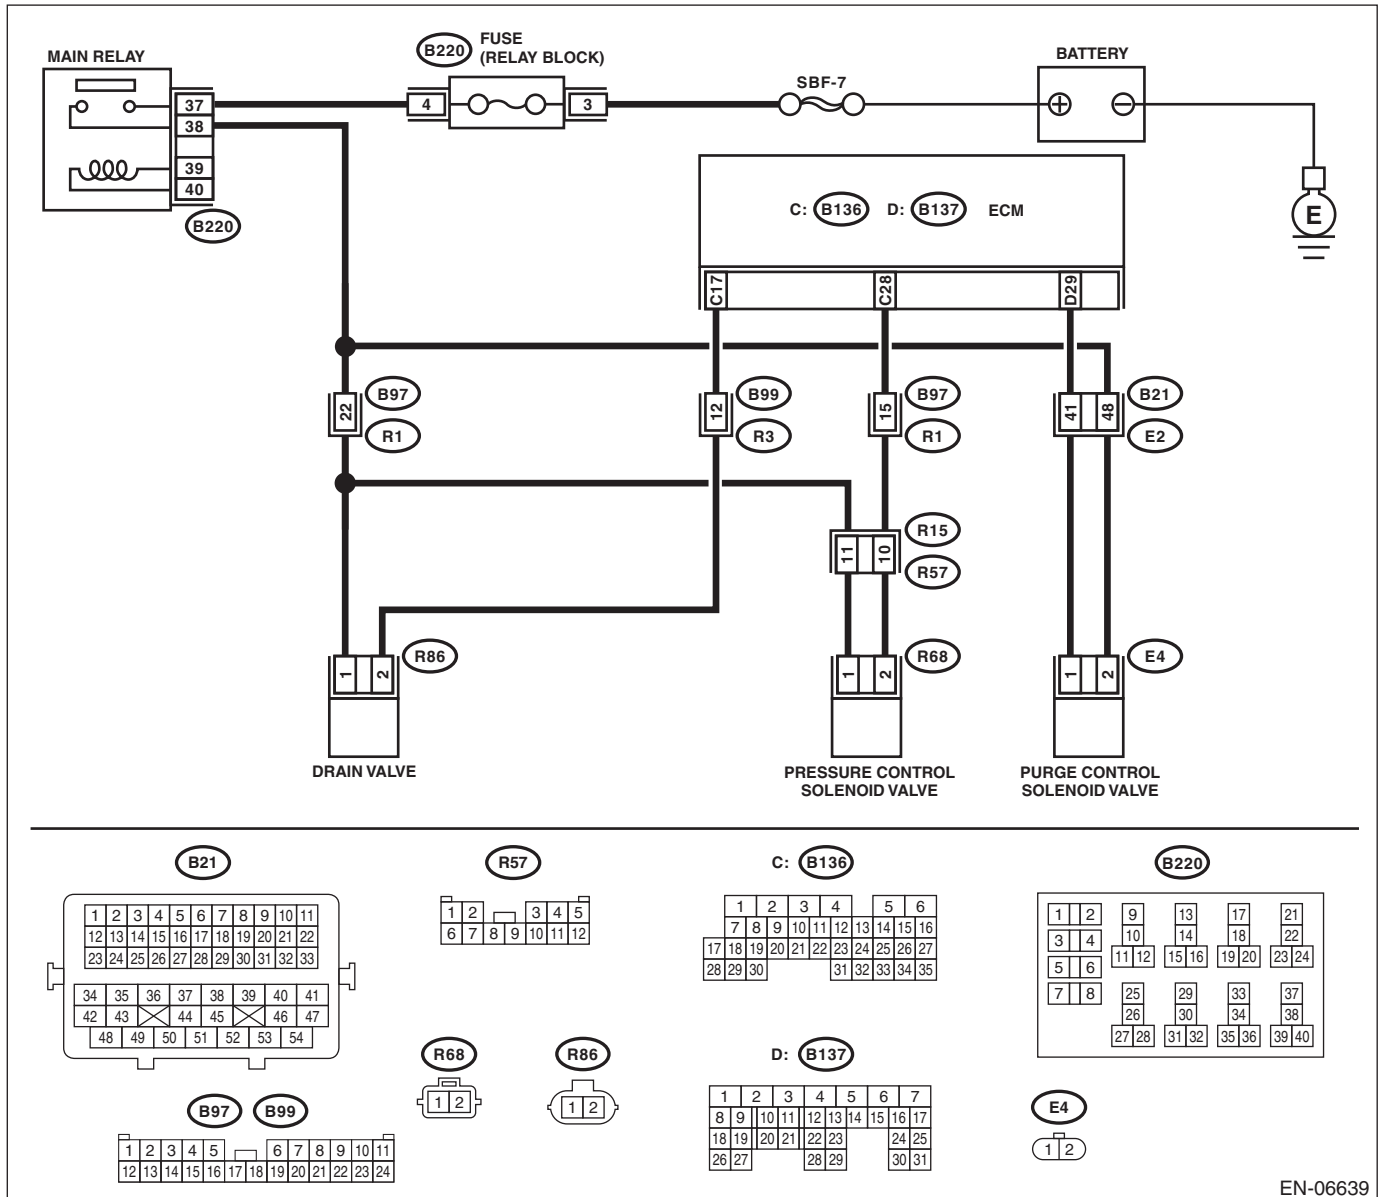 MAIN RELAY
B220
FUSE
(RELAY BLOCK)
SBF-7
BATTERY
37
38
39
40
B220
4
3
+
−
E
C: B136 D: B137 ECM
C17
C28
D29
22
B97
R1
12
B99
R3
15
B97
R1
41
48
B21
E2
11
10
R15
R57
1
2
R86
1
2
R68
1
2
E4
DRAIN VALVE
PRESSURE CONTROL
SOLENOID VALVE
PURGE CONTROL
SOLENOID VALVE
B21
1 2 3 4 5 6 7 8 9 10 11
12 13 14 15 16 17 18 19 20 21 22
23 24 25 26 27 28 29 30 31 32 33
34 35 36 37 38 39 40 41
42 43 44 45 46 47
48 49 50 51 52 53 54
R57
1 2 3 4 5
6 7 8 9 10 11 12
C: B136
1 2 3 4 5 6
7 8 9 10 11 12 13 14 15 16
17 18 19 20 21 22 23 24 25 26 27
28 29 30 31 32 33 34 35
B220
1 2 9 13 17 21
3 4 10 14 18 22
5 6 11 12 15 16 19 20 23 24
7 8 25 29 33 37
26 30 34 38
27 28 31 32 35 36 39 40
R68
1 2
R86
1 2
D: B137
1 2 3 4 5 6 7
8 9 10 11 12 13 14 15 16 17
18 19 20 21 22 23 24 25
26 27 28 29 30 31
E4
1 2
B97 B99
1 2 3 4 5 6 7 8 9 10 11
12 13 14 15 16 17 18 19 20 21 22 23 24
EN-06639